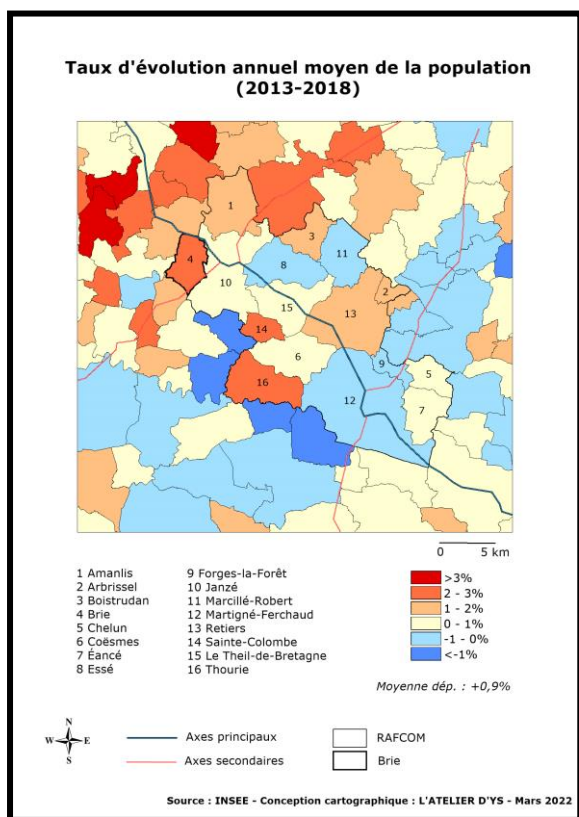 Taux d'évolution annuel moyen de la population
(2013-2018)
1
4
3
11
8
10
2
15
13
14
6
9
5
16
12
7
0 5 km
1 Amanlis
2 Arbrissel
3 Boistrudan
4 Brie
5 Chelun
6 Coësmes
7 Éancé
8 Essé
9 Forges-la-Forêt
10 Janzé
11 Marcillé-Robert
12 Martigné-Ferchaud
13 Retiers
14 Sainte-Colombe
15 Le Theil-de-Bretagne
16 Thourie
>3%
2 - 3%
1 - 2%
0 - 1%
-1 - 0%
<-1%
Moyenne dép. : +0,9%
N
W E
S
Axes principaux
Axes secondaires
RAFCOM
Brie
Source : INSEE - Conception cartographique : L'ATELIER D'YS - Mars 2022